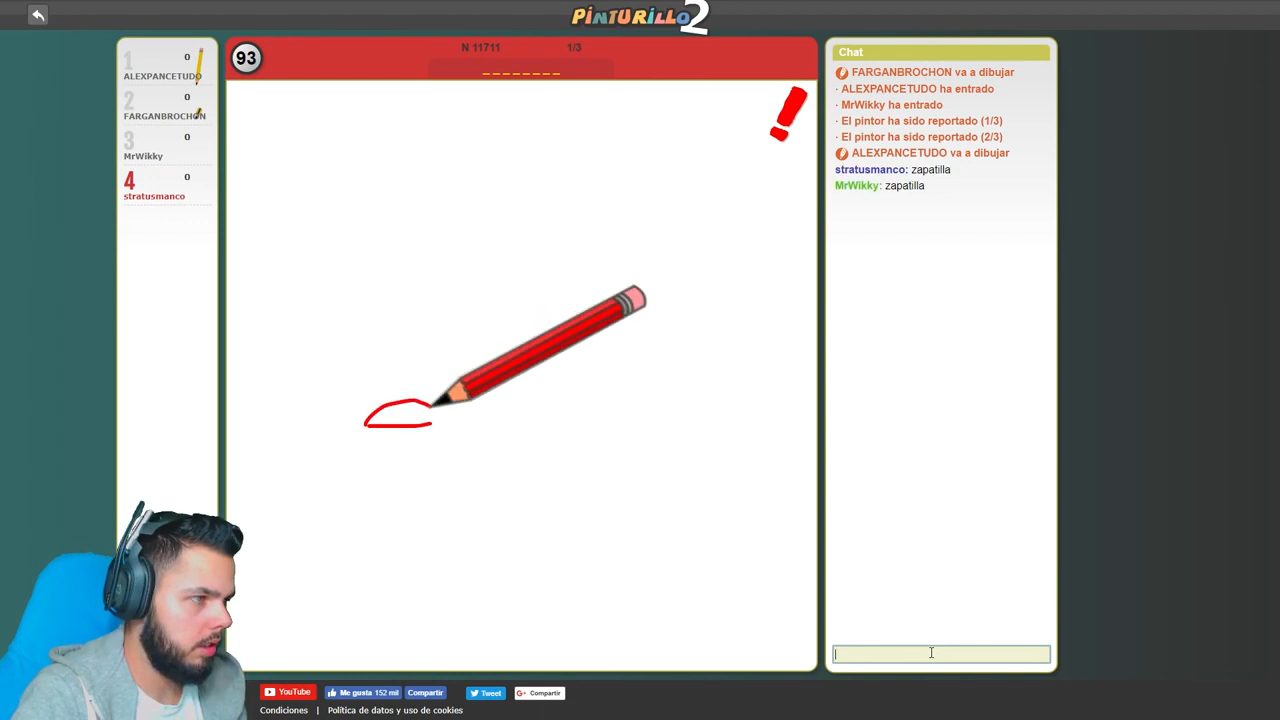 PINTURILLO 2
1
0
ALEXPANCETUDO
2
0
FARGANBROCHON
3
0
MrWikky
4
0
stratusmanco
93
N 11711
1/3
_ _ _ _ _ _ _ _
!
Chat
FARGANBROCHON va a dibujar
· ALEXPANCETUDO ha entrado
· MrWikky ha entrado
· El pintor ha sido reportado (1/3)
· El pintor ha sido reportado (2/3)
ALEXPANCETUDO va a dibujar
stratusmanco: zapatilla
MrWikky: zapatilla
YouTube
Me gusta 152 mil
Compartir
Tweet
G+ Compartir
Condiciones | Política de datos y uso de cookies